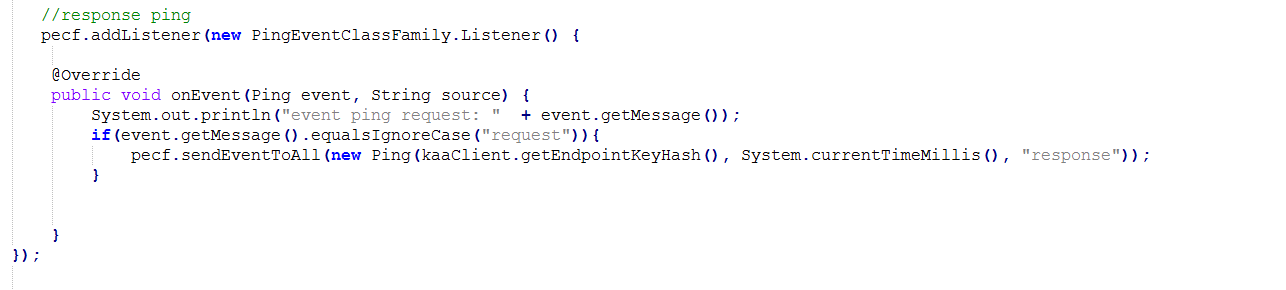 //response ping
pecf.addListener(new PingEventClassFamily.Listener() {
@Override
public void onEvent(Ping event, String source) {
System.out.println("event ping request: " + event.getMessage());
if(event.getMessage().equalsIgnoreCase("request")){
pecf.sendEventToAll(new Ping(kaaClient.getEndpointKeyHash(), System.currentTimeMillis(), "response"));
}
}
});